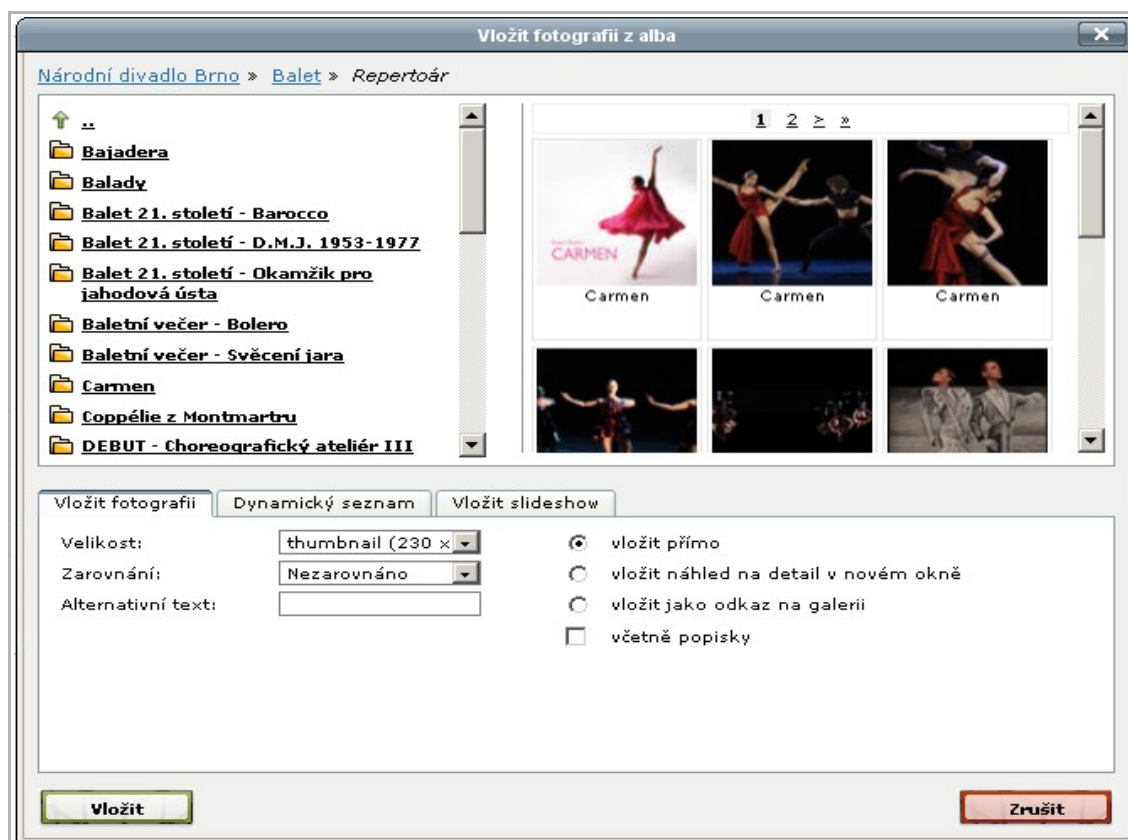 Vložit fotografii z alba
Národní divadlo Brno » Balet » Repertoár
..
Bajadera
Balady
Balet 21. století - Barocco
Balet 21. století - D.M.J. 1953-1977
Balet 21. století - Okamžik pro
jahodová ústa
Baletní večer - Bolero
Baletní večer - Svěcení jara
Carmen
Coppélie z Montmartru
DEBUT - Choreografický ateliér III
1 2 > »
CARMEN
Carmen Carmen Carmen
Vložit fotografii Dynamický seznam Vložit slideshow
Velikost: thumbnail (230 x vložit přímo
Zarovnání: Nezarovnáno vložit náhled na detail v novém okně
Alternativní text: vložit jako odkaz na galerii
včetně popisky
Vložit Zrušit